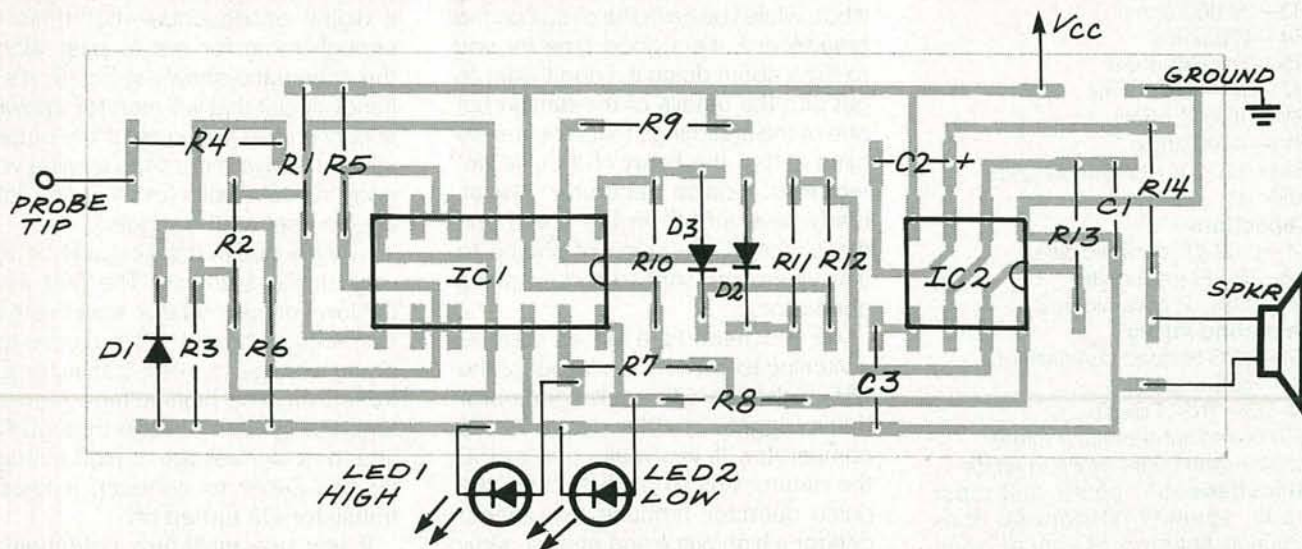 VCC
GROUND
R4
R1
R5
R9
C2
+
R14
PROBE
TIP
R2
IC1
D3
R10
D2
R11
R12
IC2
R13
C1
SPKR
D1
R3
R6
R7
R8
C3
LED1
HIGH
LED2
LOW